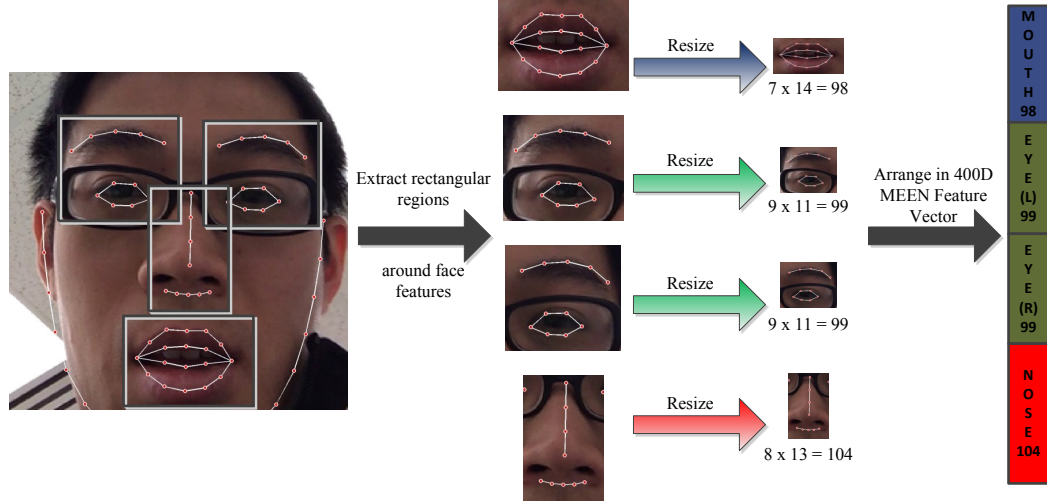 Extract rectangular
regions
around face
features
Resize
7 x 14 = 98
Resize
9 x 11 = 99
Resize
9 x 11 = 99
Resize
8 x 13 = 104
Arrange in 400D
MEEN Feature
Vector
M
O
U
T
H
98
E
Y
E
(L)
99
E
Y
E
(R)
99
N
O
S
E
104